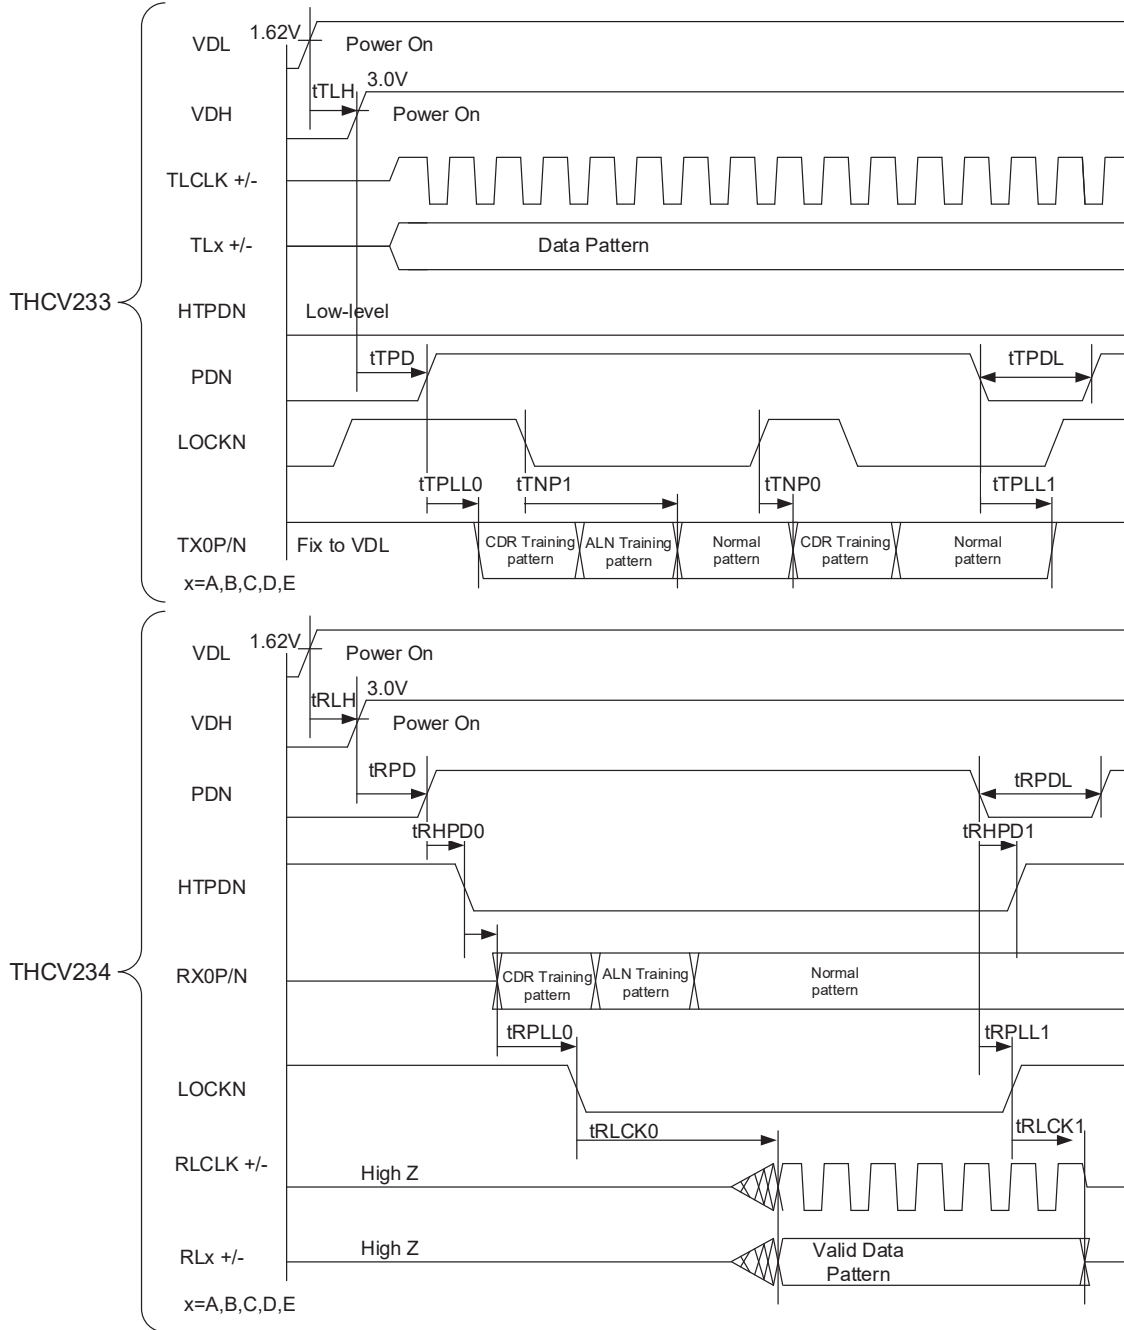 THCV233
VDL
1.62V
Power On
tTLH
3.0V
VDH
Power On
TLCLK +/-
TLx +/-
Data Pattern
HTPDN
Low-level
PDN
tTPD
tTPDL
LOCKN
tTPLL0
tTNP1
tTNP0
tTPLL1
TX0P/N
Fix to VDL
CDR Training
pattern
ALN Training
pattern
Normal
pattern
CDR Training
pattern
Normal
pattern
x=A,B,C,D,E
THCV234
VDL
1.62V
Power On
tRLH
3.0V
VDH
Power On
tRPD
PDN
tRPDL
tRHPD0
tRHPD1
HTPDN
RX0P/N
CDR Training
pattern
ALN Training
pattern
Normal
pattern
tRPLL0
tRPLL1
LOCKN
tRLCK0
tRLCK1
RLCLK +/-
High Z
RLx +/-
High Z
Valid Data
Pattern
x=A,B,C,D,E